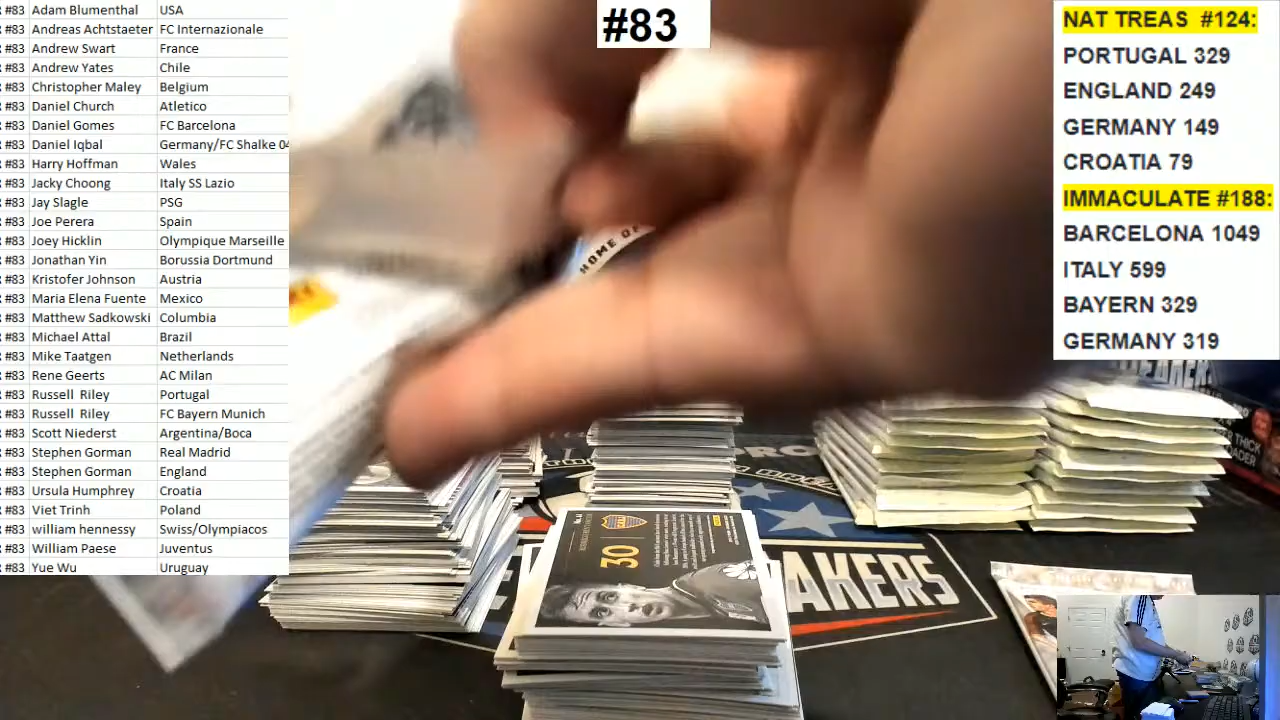 #83 Adam Blumenthal USA
#83 Andreas Achtstaeter FC Internazionale
#83 Andrew Swart France
#83 Andrew Yates Chile
#83 Christopher Maley Belgium
#83 Daniel Church Atletico
#83 Daniel Gomes FC Barcelona
#83 Daniel Iqbal Germany/FC Shalke 04
#83 Harry Hoffman Wales
#83 Jacky Choong Italy SS Lazio
#83 Jay Slagle PSG
#83 Joe Perera Spain
#83 Joey Hicklin Olympique Marseille
#83 Jonathan Yin Borussia Dortmund
#83 Kristofer Johnson Austria
#83 Maria Elena Fuente Mexico
#83 Matthew Sadkowski Columbia
#83 Michael Attal Brazil
#83 Mike Taatgen Netherlands
#83 Rene Geerts AC Milan
#83 Russell Riley Portugal
#83 Russell Riley FC Bayern Munich
#83 Scott Niederst Argentina/Boca
#83 Stephen Gorman Real Madrid
#83 Stephen Gorman England
#83 Ursula Humphrey Croatia
#83 Viet Trinh Poland
#83 william hennessy Swiss/Olympiacos
#83 William Paese Juventus
#83 Yue Wu Uruguay
#83
NAT TREAS #124:
PORTUGAL 329
ENGLAND 249
GERMANY 149
CROATIA 79
IMMACULATE #188:
BARCELONA 1049
ITALY 599
BAYERN 329
GERMANY 319
HOME OF
30
AKERS